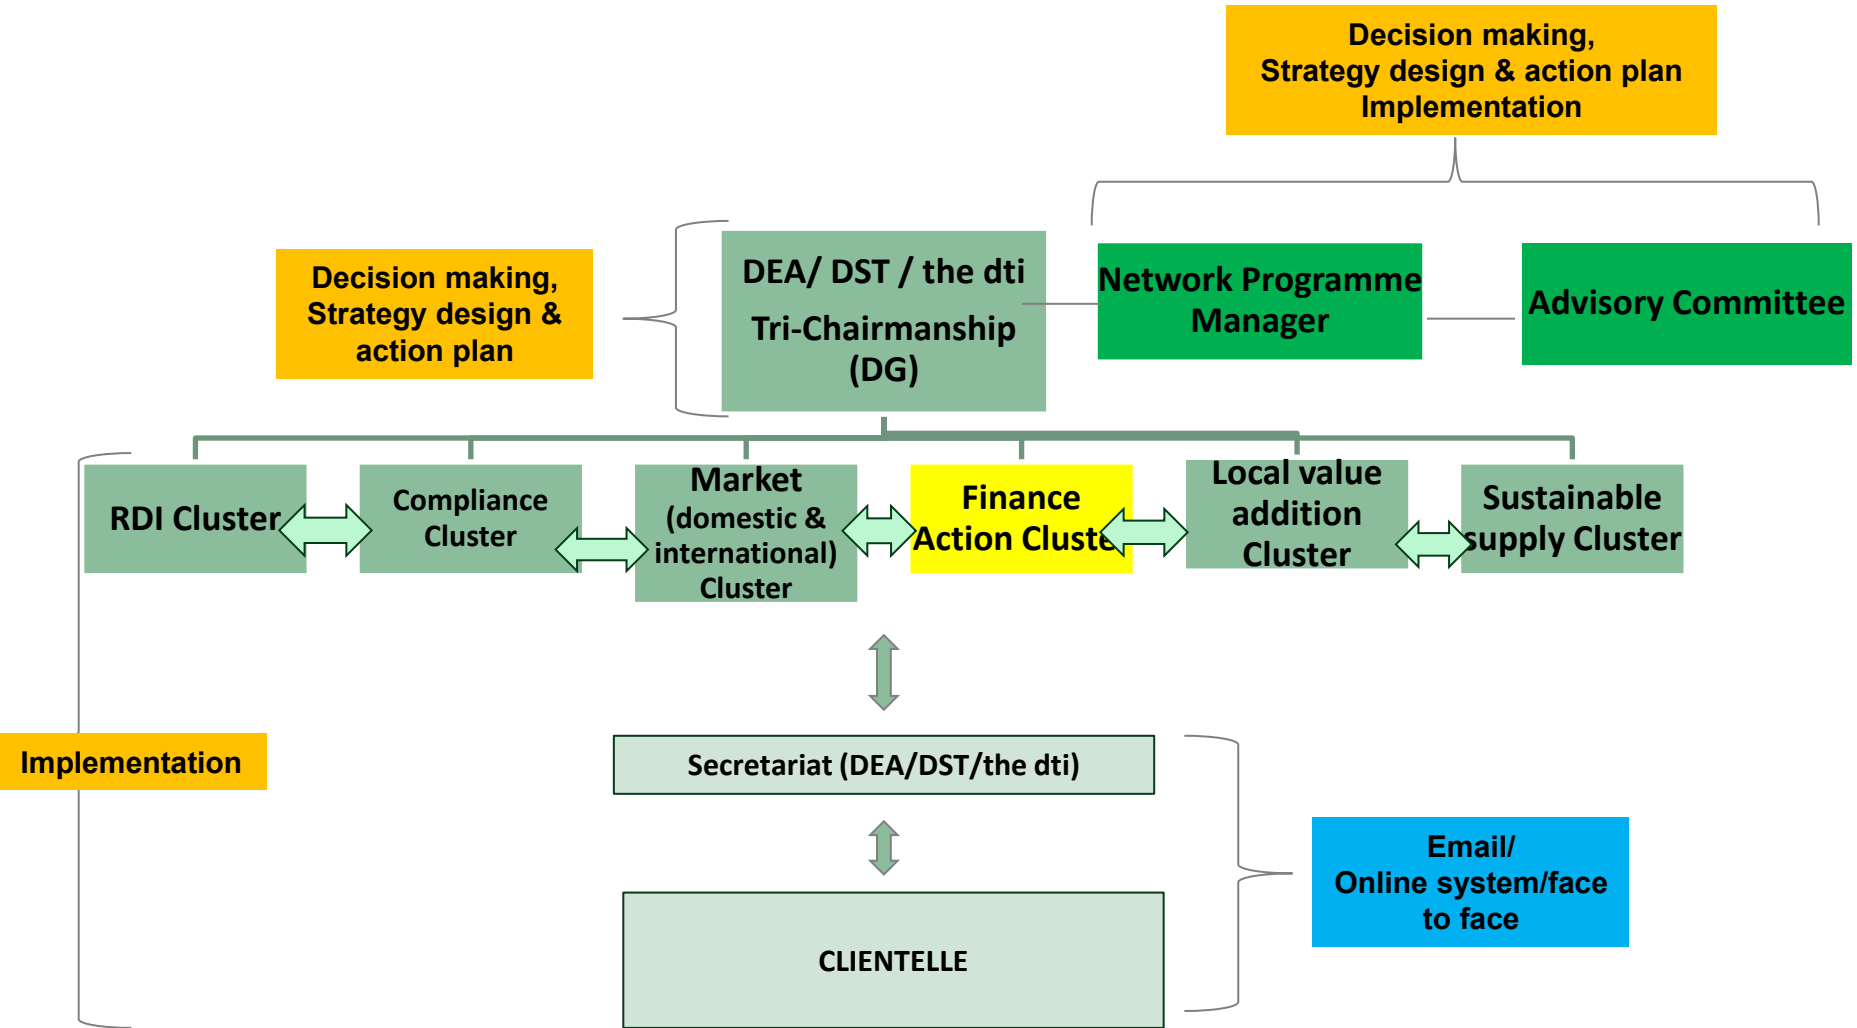 Decision making,
Strategy design & action plan
Implementation
Decision making,
Strategy design &
action plan
DEA/ DST / the dti
Tri-Chairmanship
(DG)
Network Programme
Manager
Advisory Committee
RDI Cluster
Compliance
Cluster
Market
(domestic &
international)
Cluster
Finance
Action Cluster
Local value
addition
Cluster
Sustainable
supply Cluster
Implementation
Secretariat (DEA/DST/the dti)
Email/
Online system/face
to face
CLIENTELLE